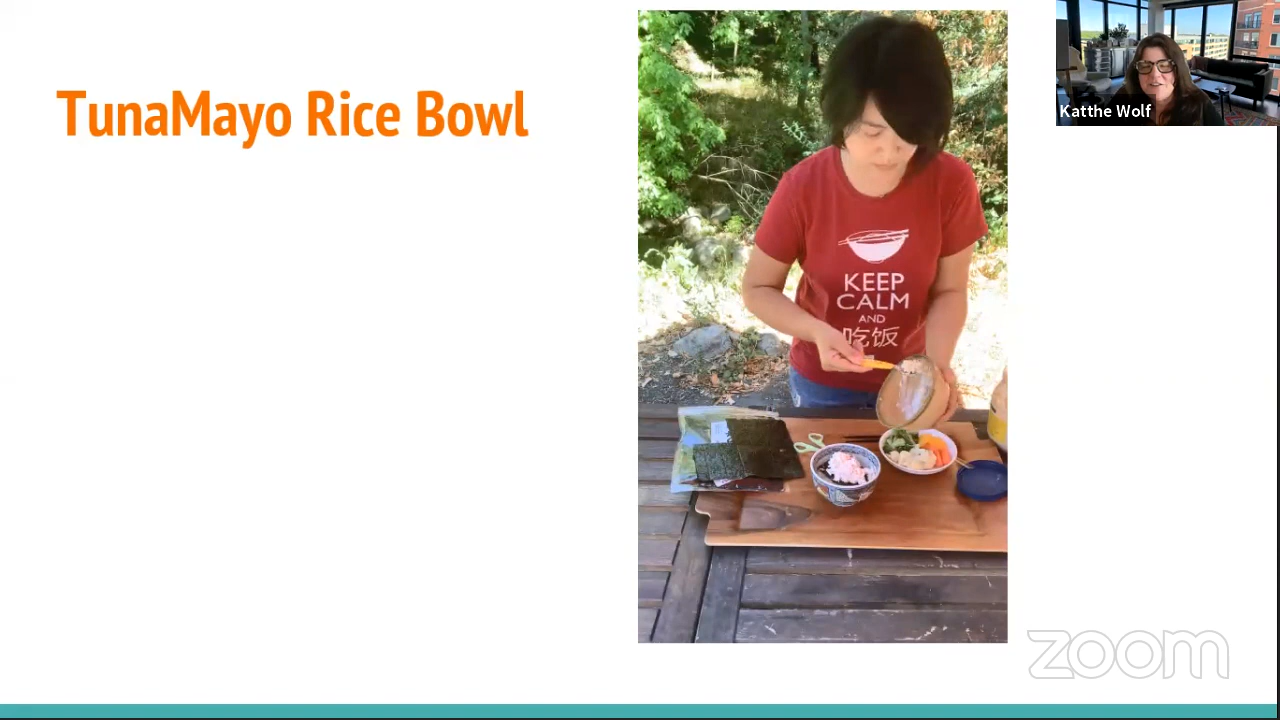 TunaMayo Rice Bowl
Katthe Wolf
KEEP
CALM
AND
吃饭
zoom